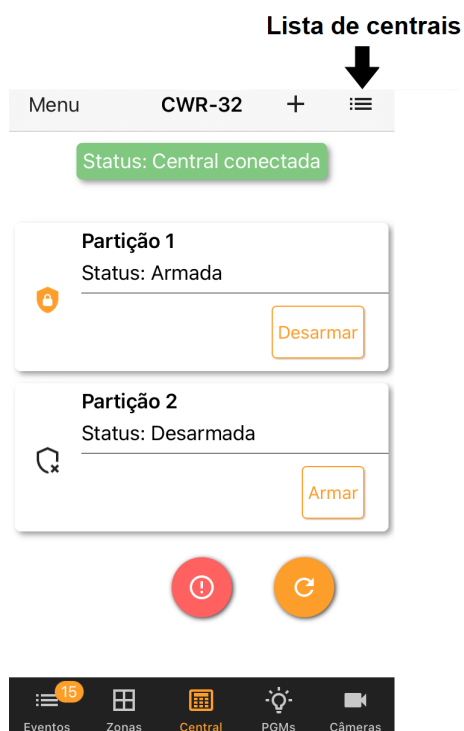 Lista de centrais
Menu CWR-32 +
Status: Central conectada
Partição 1
Status: Armada
Desarmar
Partição 2
Status: Desarmada
Armar
15
Eventos Zonas Central PGMs Câmeras